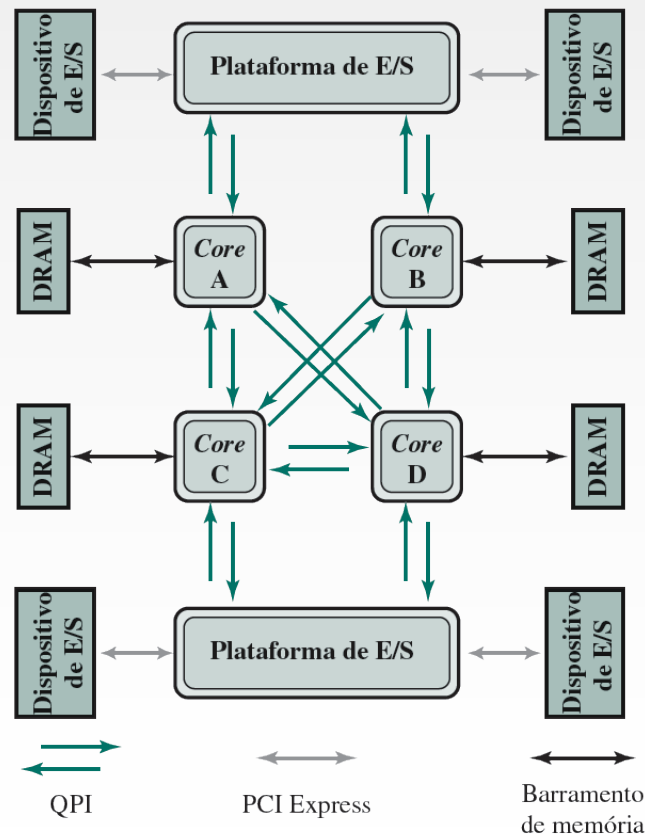 Dispositivo
de E/S
Plataforma de E/S
Dispositivo
de E/S
DRAM
Core
A
Core
B
DRAM
DRAM
Core
C
Core
D
DRAM
Dispositivo
de E/S
Plataforma de E/S
Dispositivo
de E/S
QPI
PCI Express
Barramento
de memória